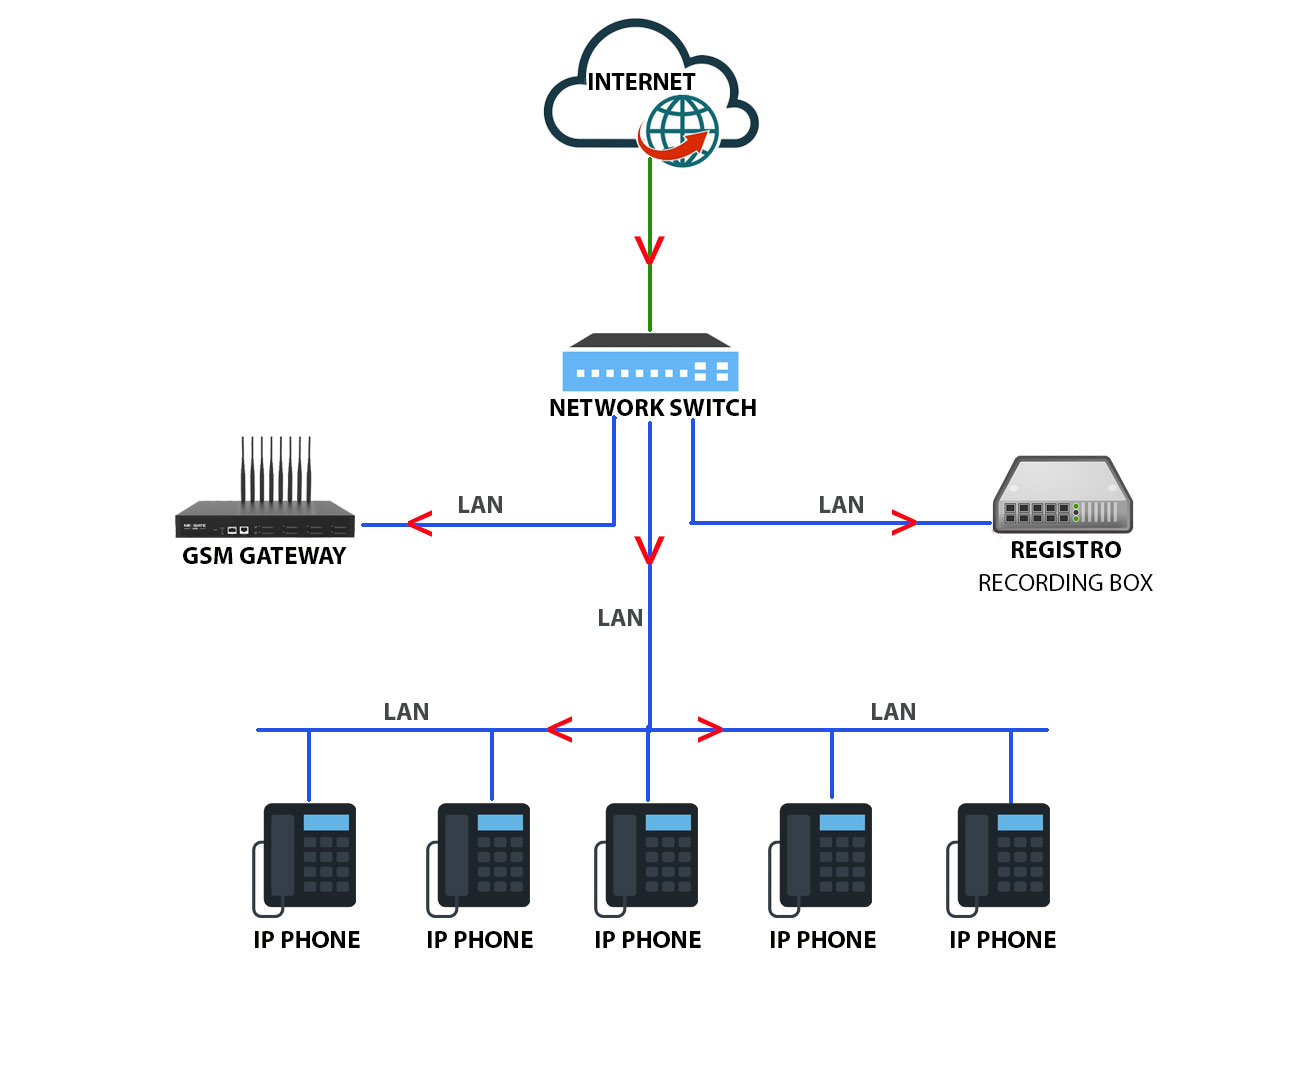 INTERNET
NETWORK SWITCH
LAN
LAN
GSM GATEWAY
REGISTRO
RECORDING BOX
LAN
LAN
LAN
IP PHONE
IP PHONE
IP PHONE
IP PHONE
IP PHONE